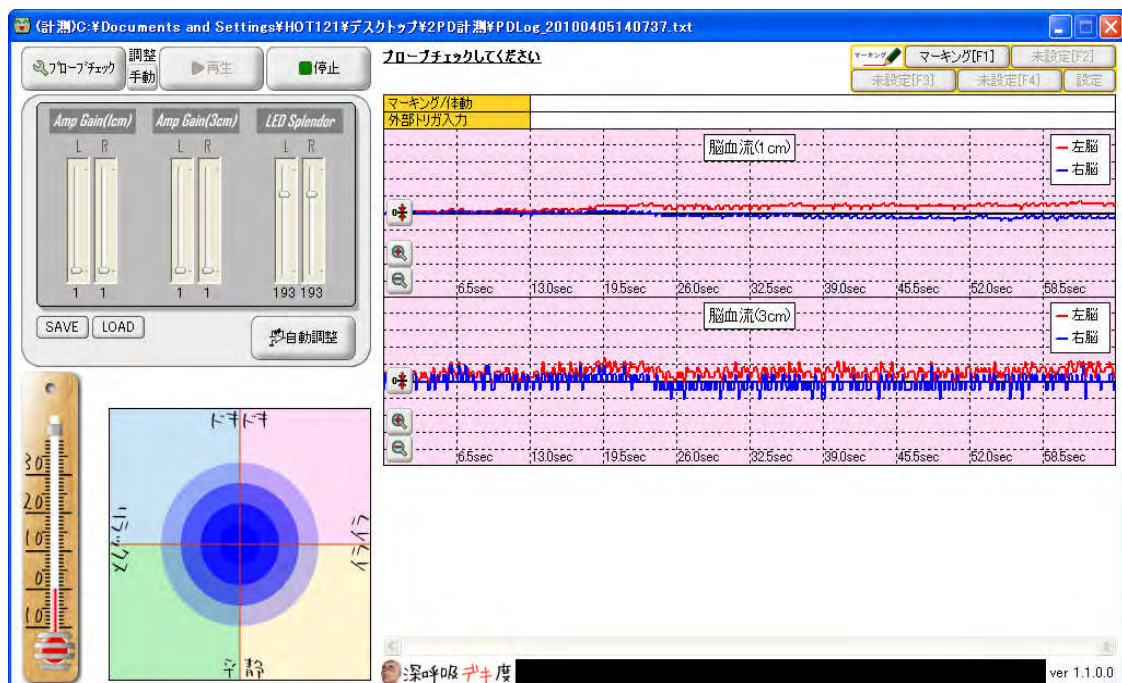 (計測)C:¥Documents and Settings¥HOT121¥デスクトップ¥2PD計測¥PDLog_20100405140737.txt
プローブチェック
調整
手動
再生
停止
プローブチェックしてください
マーキング
マーキング[F1]
未設定[F2]
未設定[F3]
未設定[F4]
設定
Amp Gain(1cm)
Amp Gain(3cm)
LED Splendor
L R
L R
L R
1 1
1 1
193 193
SAVE
LOAD
自動調整
マーキング/体動
外部トリガ入力
脳血流(1cm)
左脳
右脳
0
6.5sec 13.0sec 19.5sec 26.0sec 32.5sec 39.0sec 45.5sec 52.0sec 58.5sec
脳血流(3cm)
左脳
右脳
0
6.5sec 13.0sec 19.5sec 26.0sec 32.5sec 39.0sec 45.5sec 52.0sec 58.5sec
30
20
10
0
10
ドキドキ
リラックス
イライラ
平静
深呼吸デキ度
ver 1.1.0.0